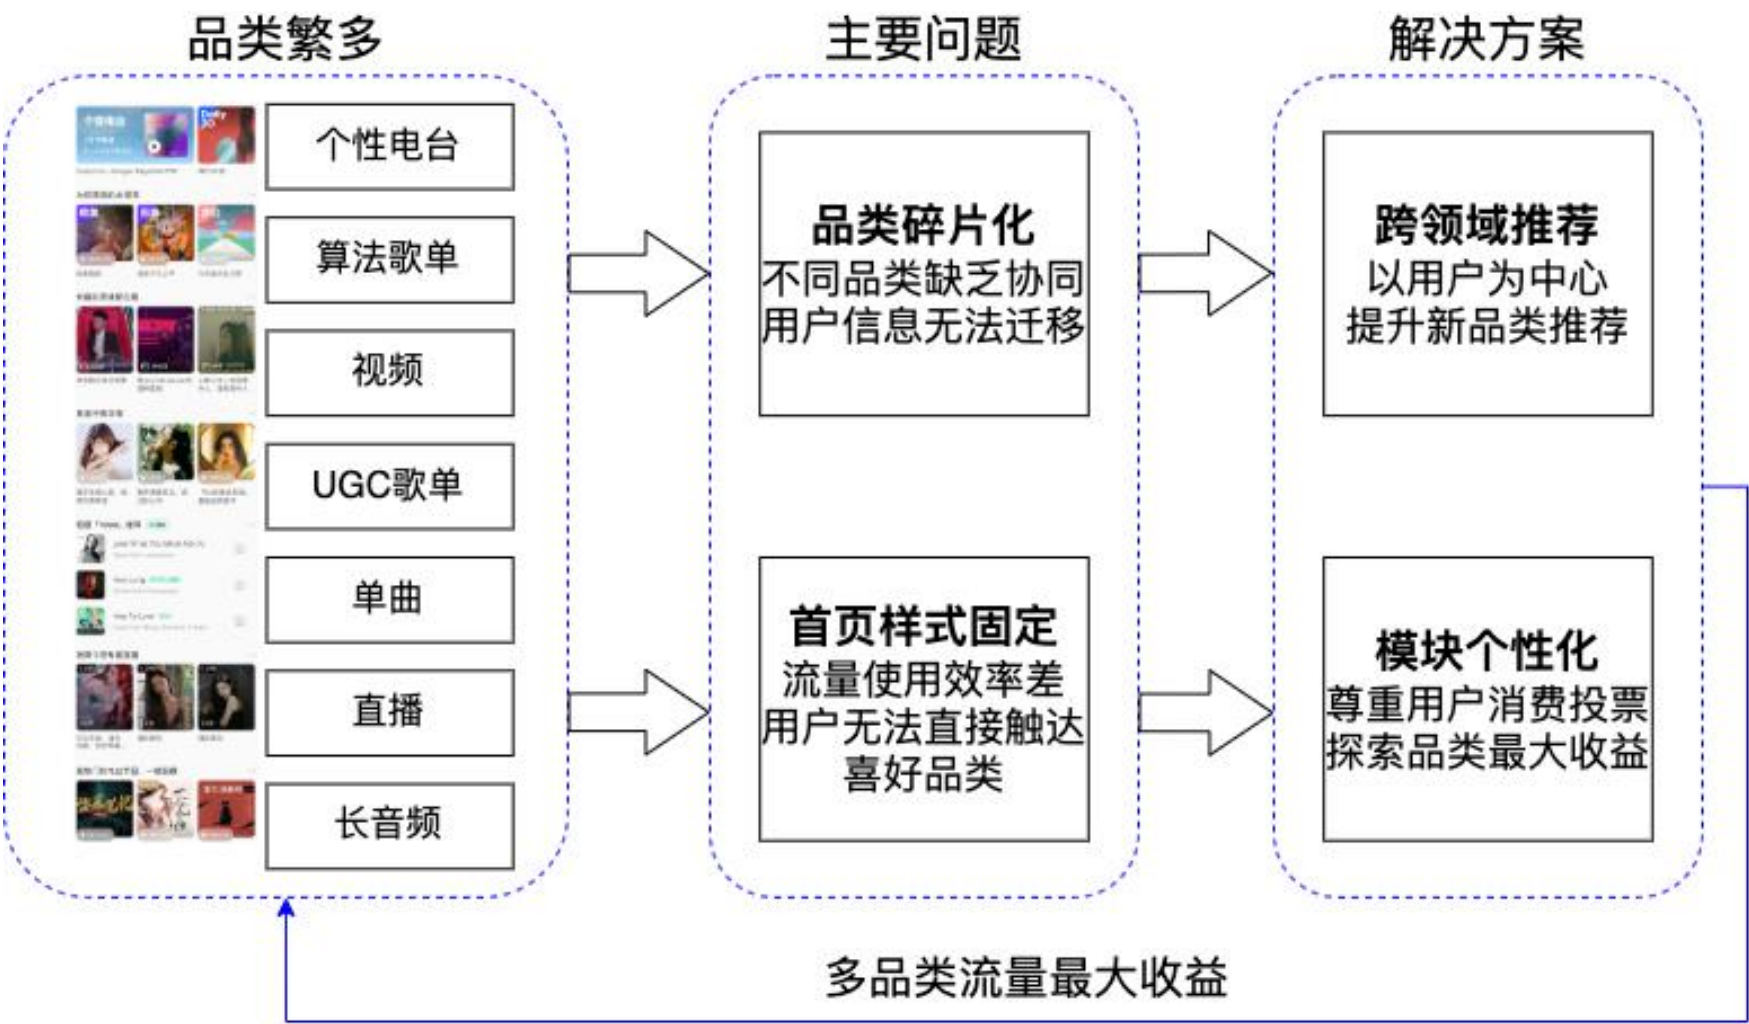 品类繁多
主要问题
解决方案
Daily
30
个性电台
算法歌单
视频
UGC歌单
单曲
直播
长音频
品类碎片化
不同品类缺乏协同
用户信息无法迁移
首页样式固定
流量使用效率差
用户无法直接触达
喜好品类
跨领域推荐
以用户为中心
提升新品类推荐
模块个性化
尊重用户消费投票
探索品类最大收益
多品类流量最大收益